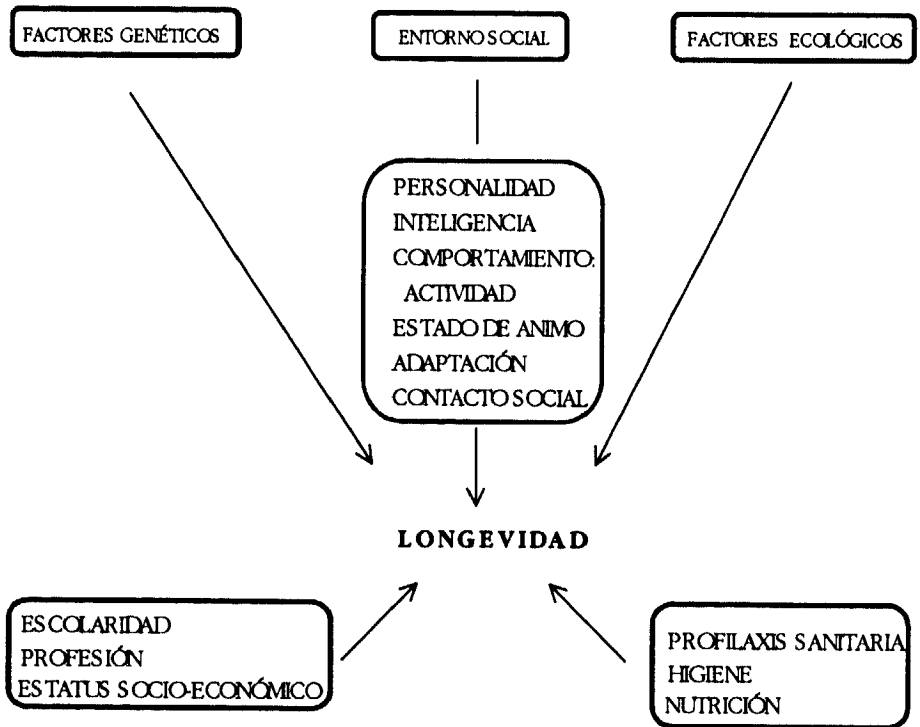 FACTORES GENÉTICOS
ENTORNO SOCIAL
FACTORES ECOLÓGICOS
PERSONALIDAD
INTELIGENCIA
COMPORTAMIENTO:
ACTIVIDAD
ESTADO DE ANIMO
ADAPTACIÓN
CONTACTO SOCIAL
LONGEVIDAD
ESCOLARIDAD
PROFESIÓN
ESTATUS SOCIO-ECONÓMICO
PROFILAXIS SANITARIA
HIGIENE
NUTRICIÓN